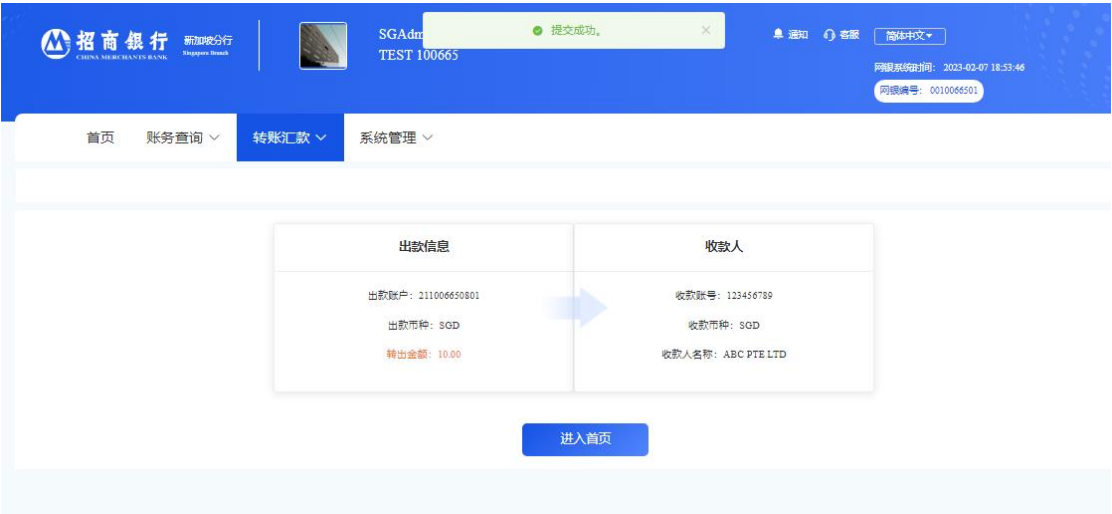 招商银行
CHINA MERCHANTS BANK
新加坡分行
Singapore Branch
SGAdm
TEST 100665
提交成功。
通知
客服
简体中文
网银系统时间: 2023-02-07 18:53:46
网银编号: 0010066501
首页 账务查询 转账汇款 系统管理
出款信息
出款账户: 211006650801
出款币种: SGD
转出金额: 10.00
收款人
收款账号: 123456789
收款币种: SGD
收款人名称: ABC PTE LTD
进入首页